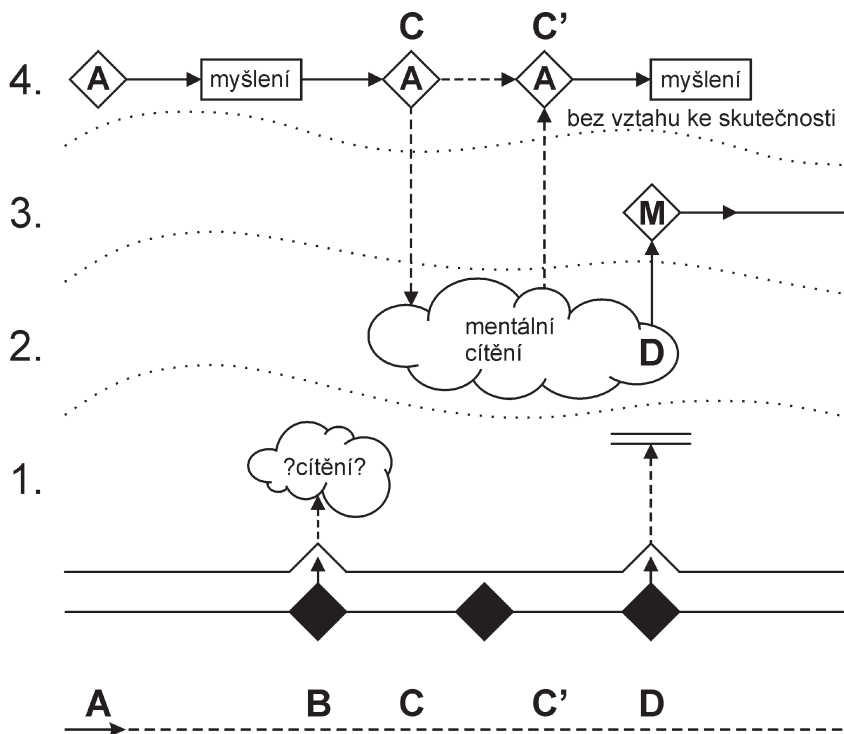 C C’
4. A myšlení A A myšlení
bez vztahu ke skutečnosti
3. M
mentální
2. cítění D
1. ?cítění?
A B C C’ D